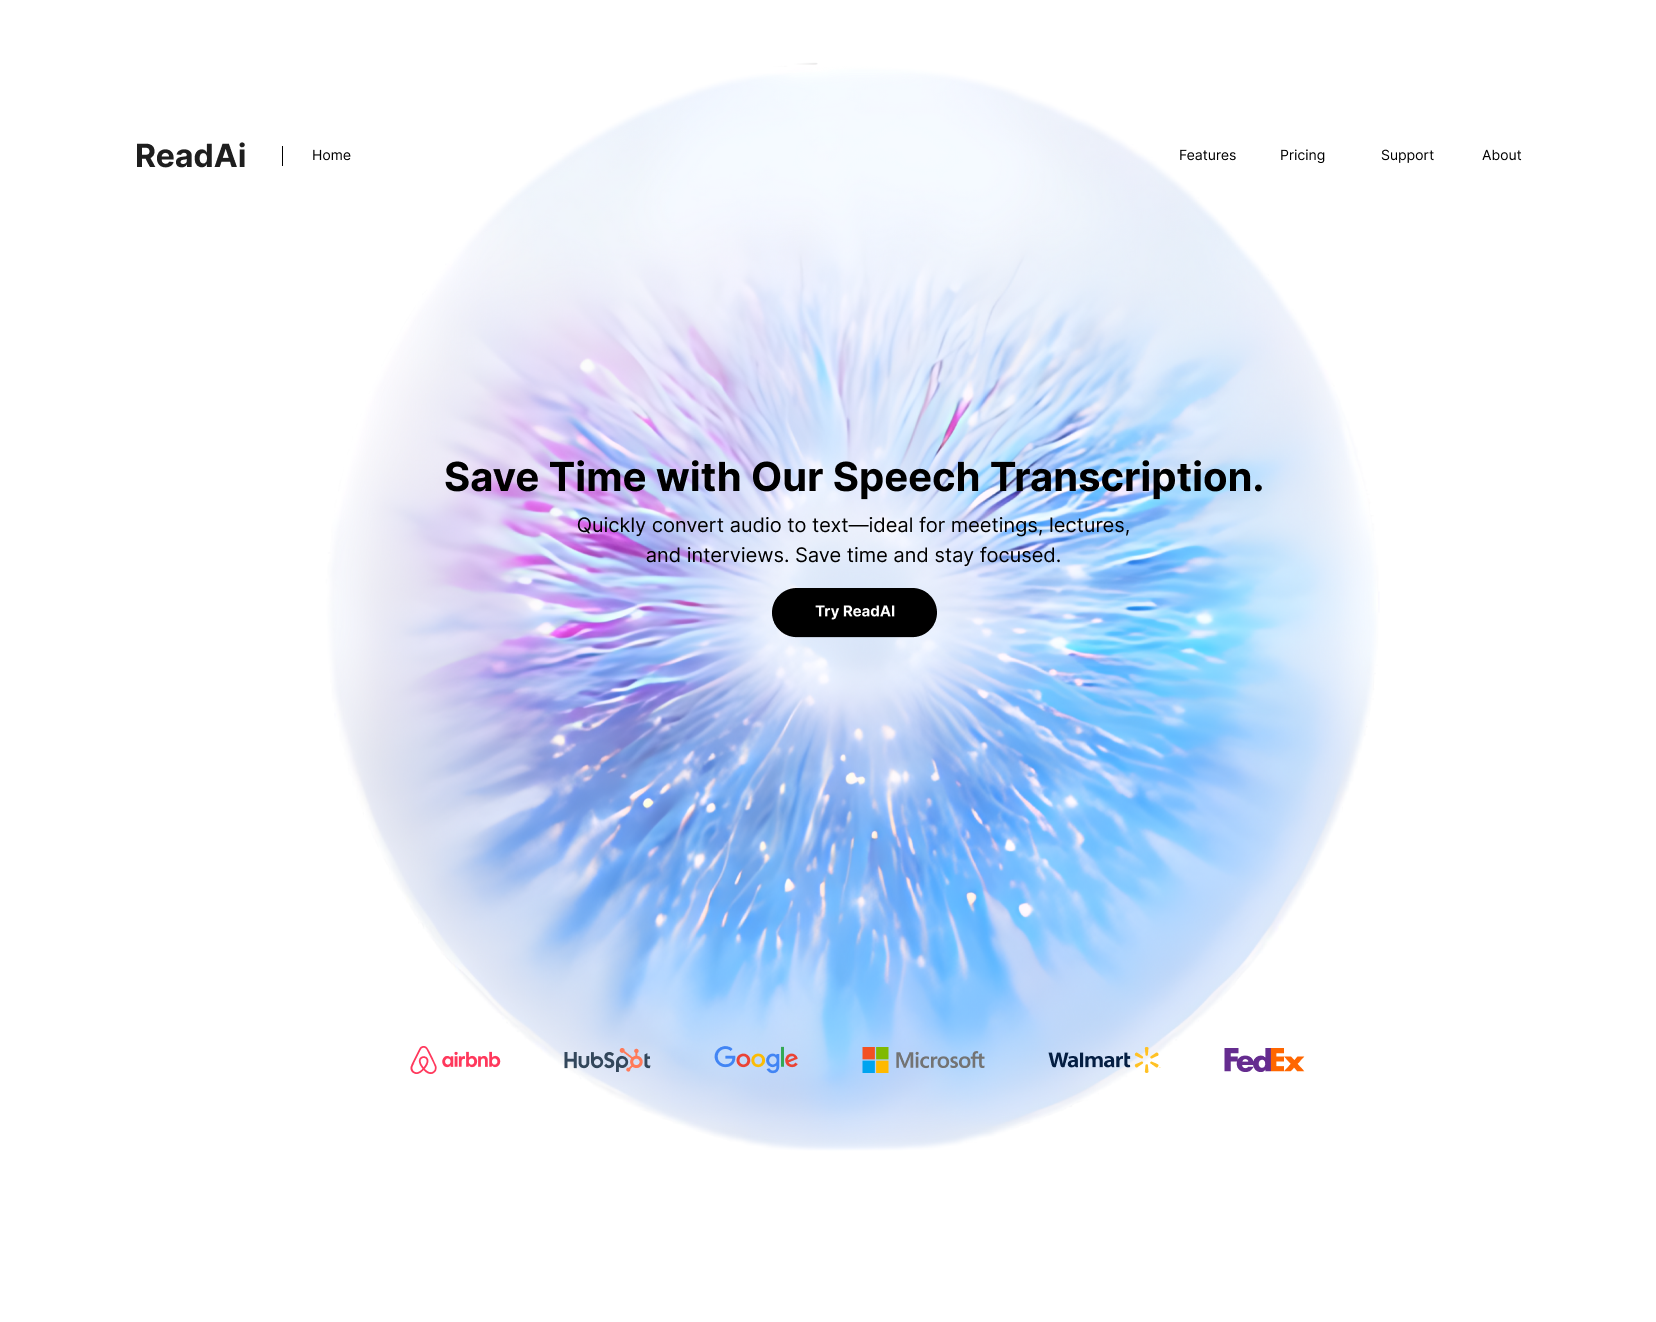 ReadAi
Home
Features
Pricing
Support
About
Save Time with Our Speech Transcription.
Quickly convert audio to text—ideal for meetings, lectures,
and interviews. Save time and stay focused.
Try ReadAI
airbnb
HubSpot
Google
Microsoft
Walmart
FedEx